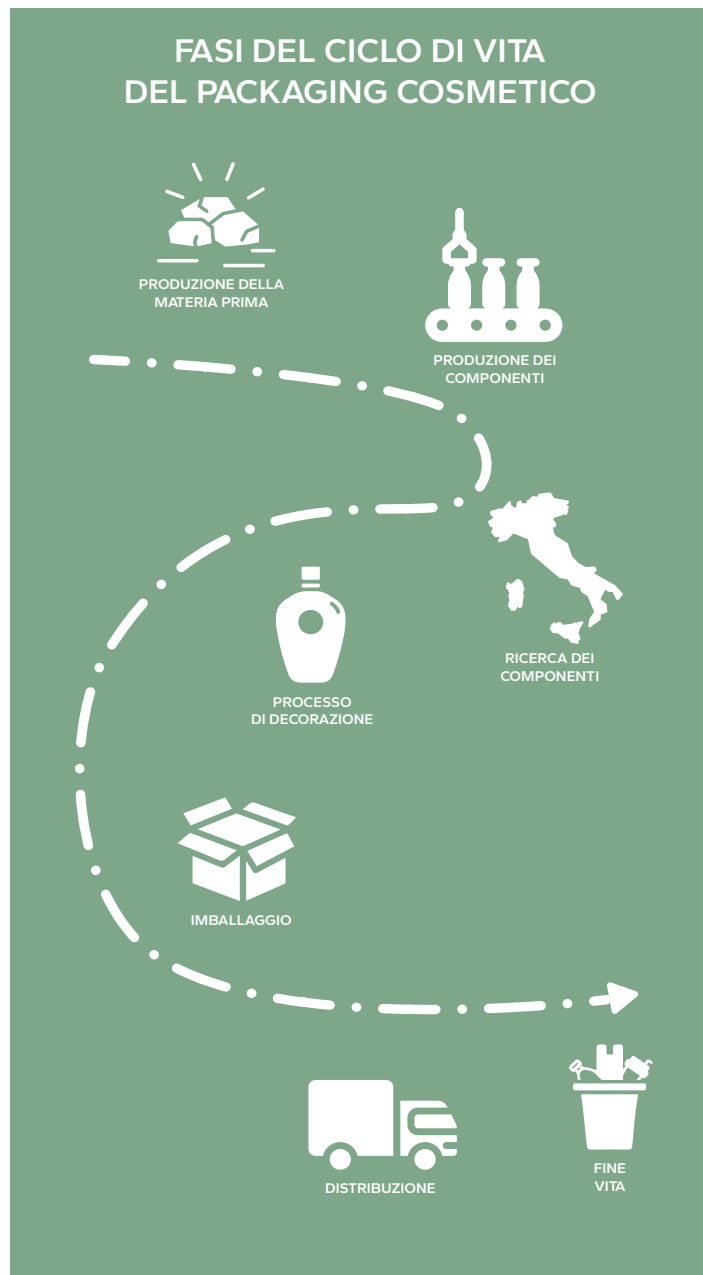 FASI DEL CICLO DI VITA
DEL PACKAGING COSMETICO
PRODUZIONE DELLA
MATERIA PRIMA
PRODUZIONE DEI
COMPONENTI
RICERCA DEI
COMPONENTI
PROCESSO
DI DECORAZIONE
IMBALLAGGIO
DISTRIBUZIONE
FINE
VITA